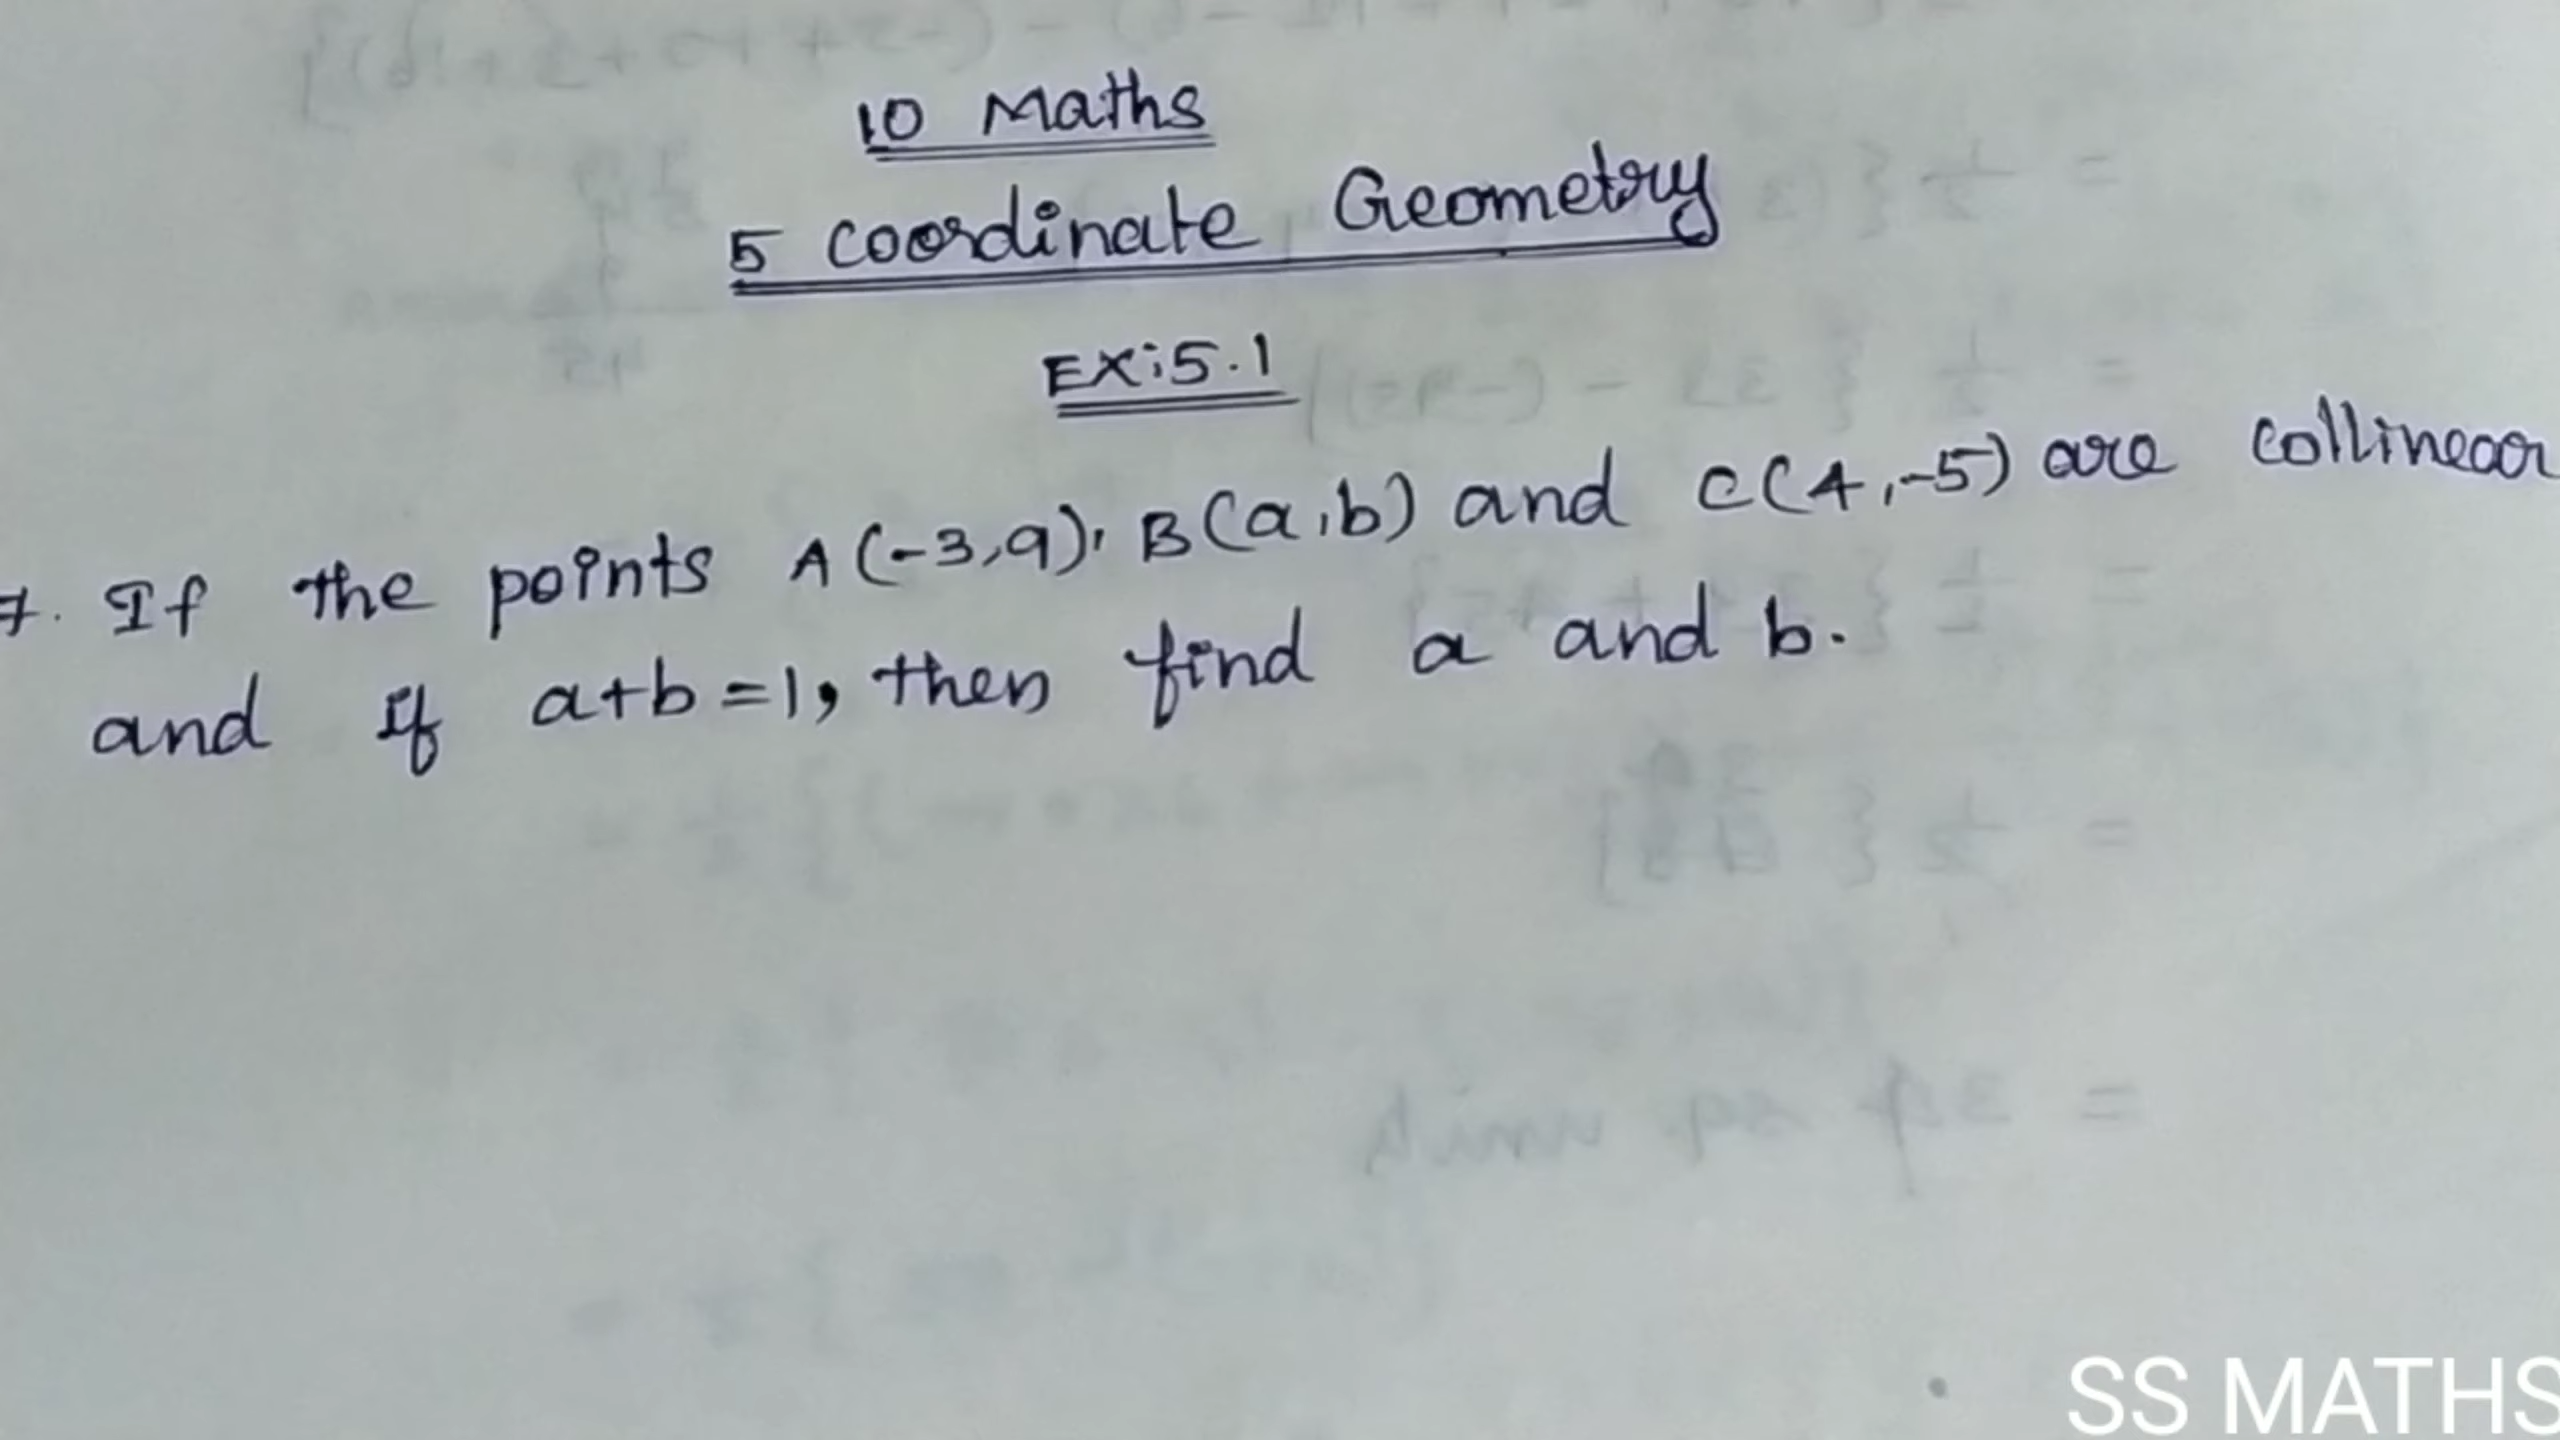 10 Maths
5 Coordinate Geometry
EX:5.1
7. If the points A(-3,9), B(a,b) and C(4,-5) are collinear
and if a+b=1, then find a and b.
SS MATHS